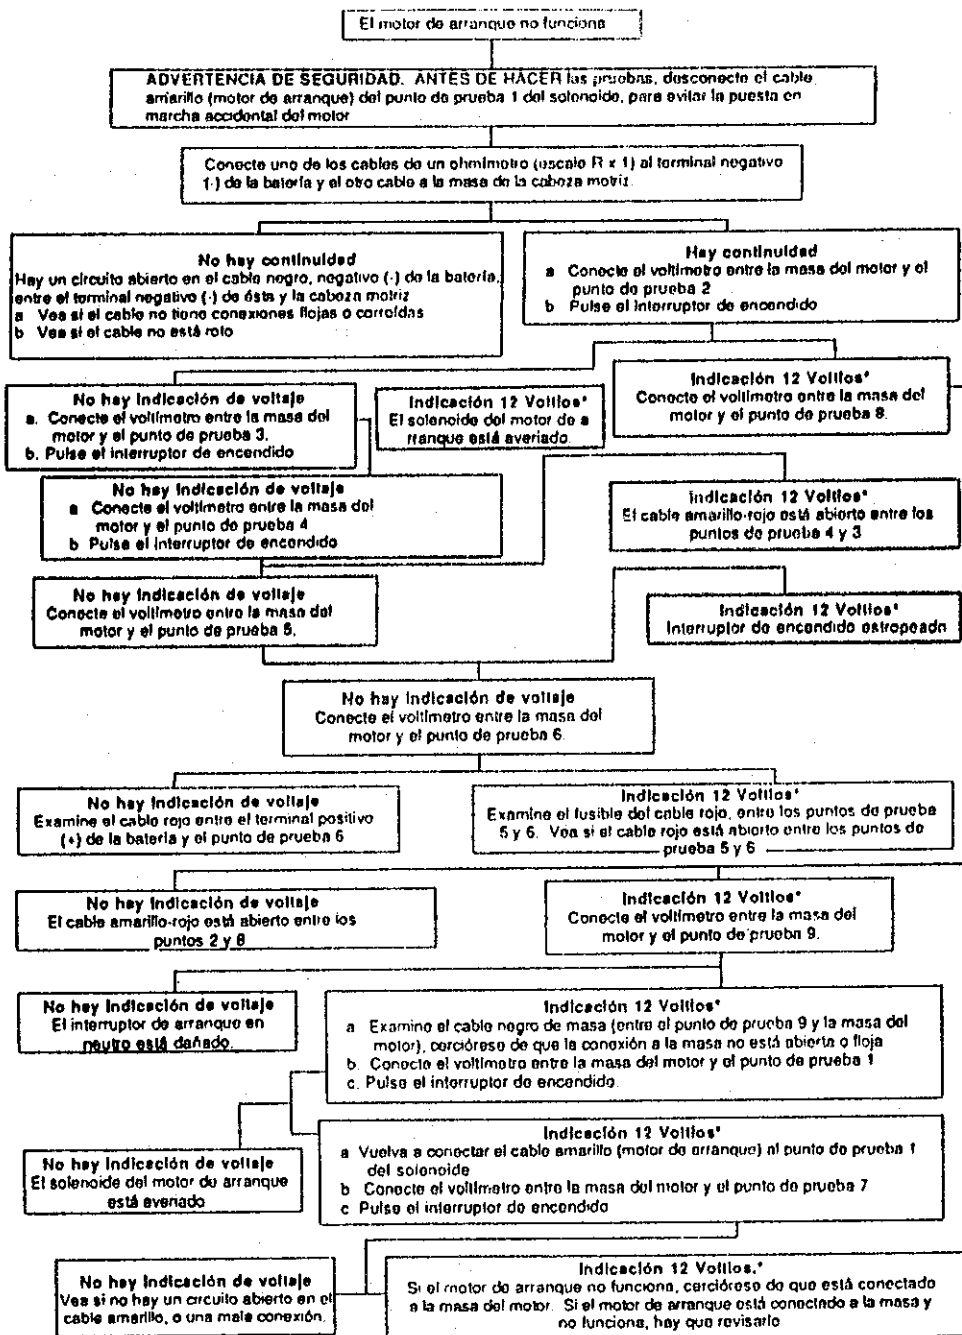 El motor de arranque no funciona
ADVERTENCIA DE SEGURIDAD. ANTES DE HACER las pruebas, desconecte el cable
amarillo (motor de arranque) del punto de prueba 1 del solenoide, para evitar la puesta en
marcha accidental del motor
Conecte uno de los cables de un ohmímetro (escala R x 1) al terminal negativo
(-) de la batería y el otro cable a la masa de la cabeza motriz.
No hay continuidad
Hay un circuito abierto en el cable negro, negativo (-) de la batería,
entre el terminal negativo (-) de ésta y la cabeza motriz
a Vea si el cable no tiene conexiones flojas o corroídas
b Vea si el cable no está roto
Hay continuidad
a Conecte el voltímetro entre la masa del motor y el
punto de prueba 2
b Pulse el interruptor de encendido
No hay indicación de voltaje
a. Conecte el voltímetro entre la masa del
motor y el punto de prueba 3.
b. Pulse el interruptor de encendido
Indicación 12 Voltios*
El solenoide del motor de a
rranque está averiado.
Indicación 12 Voltios*
Conecte el voltímetro entre la masa del
motor y el punto de prueba 8.
No hay indicación de voltaje
a Conecte el voltímetro entre la masa del
motor y el punto de prueba 4
b Pulse el interruptor de encendido
Indicación 12 Voltios*
El cable amarillo-rojo está abierto entre los
puntos de prueba 4 y 3
No hay indicación de voltaje
Conecte el voltímetro entre la masa del
motor y el punto de prueba 5.
Indicación 12 Voltios*
Interruptor de encendido estropeado
No hay indicación de voltaje
Conecte el voltímetro entre la masa del
motor y el punto de prueba 6.
No hay indicación de voltaje
Examine el cable rojo entre el terminal positivo
(+) de la batería y el punto de prueba 6
Indicación 12 Voltios*
Examine el fusible del cable rojo, entre los puntos de prueba
5 y 6. Vea si el cable rojo está abierto entre los puntos de
prueba 5 y 6
No hay indicación de voltaje
El cable amarillo-rojo está abierto entre los
puntos 2 y 8
Indicación 12 Voltios*
Conecte el voltímetro entre la masa del
motor y el punto de prueba 9.
No hay indicación de voltaje
El interruptor de arranque en
neutro está dañado.
Indicación 12 Voltios*
a Examine el cable negro de masa (entre el punto de prueba 9 y la masa del
motor), cerciórese de que la conexión a la masa no está abierta o floja
b. Conecte el voltímetro entre la masa del motor y el punto de prueba 1
c. Pulse el interruptor de encendido.
No hay indicación de voltaje
El solenoide del motor de arranque
está averiado
Indicación 12 Voltios*
a Vuelva a conectar el cable amarillo (motor de arranque) al punto de prueba 1
del solenoide
b Conecte el voltímetro entre la masa del motor y el punto de prueba 7
c Pulse el interruptor de encendido
No hay indicación de voltaje
Vea si no hay un circuito abierto en el
cable amarillo, o una mala conexión.
Indicación 12 Voltios.*
Si el motor de arranque no funciona, cerciórese de que está conectado
a la masa del motor. Si el motor de arranque está conectado a la masa y
no funciona, hay que revisarlo